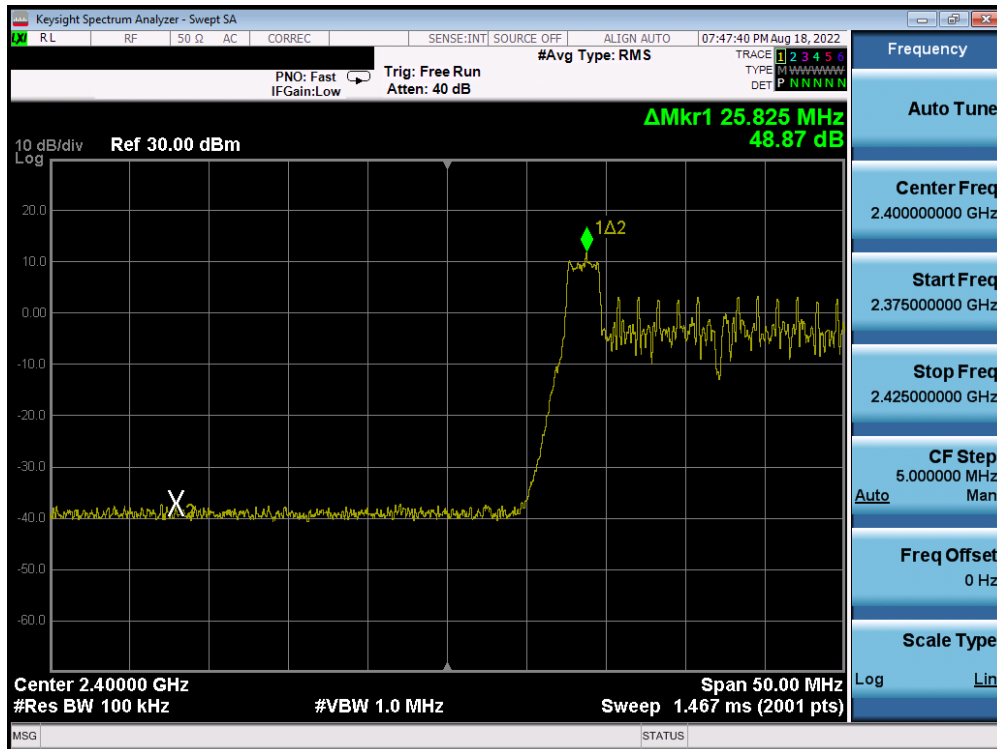 Keysight Spectrum Analyzer - Swept SA
LXI RL RF 50 Ω AC CORREC SENSE:INT SOURCE OFF ALIGN AUTO 07:47:40 PM Aug 18, 2022
#Avg Type: RMS
TRACE 1 2 3 4 5 6
PNO: Fast Trig: Free Run TYPE M WWWWW
IFGain:Low Atten: 40 dB DET P N N N N N
ΔMkr1 25.825 MHz
48.87 dB
10 dB/div Ref 30.00 dBm
Log
20.0
1Δ2
10.0
0.00
-10.0
-20.0
-30.0
X2
-40.0
-50.0
-60.0
Center 2.40000 GHz Span 50.00 MHz
#Res BW 100 kHz #VBW 1.0 MHz Sweep 1.467 ms (2001 pts)
MSG STATUS
Frequency
Auto Tune
Center Freq
2.400000000 GHz
Start Freq
2.375000000 GHz
Stop Freq
2.425000000 GHz
CF Step
5.000000 MHz
Auto Man
Freq Offset
0 Hz
Scale Type
Log Lin